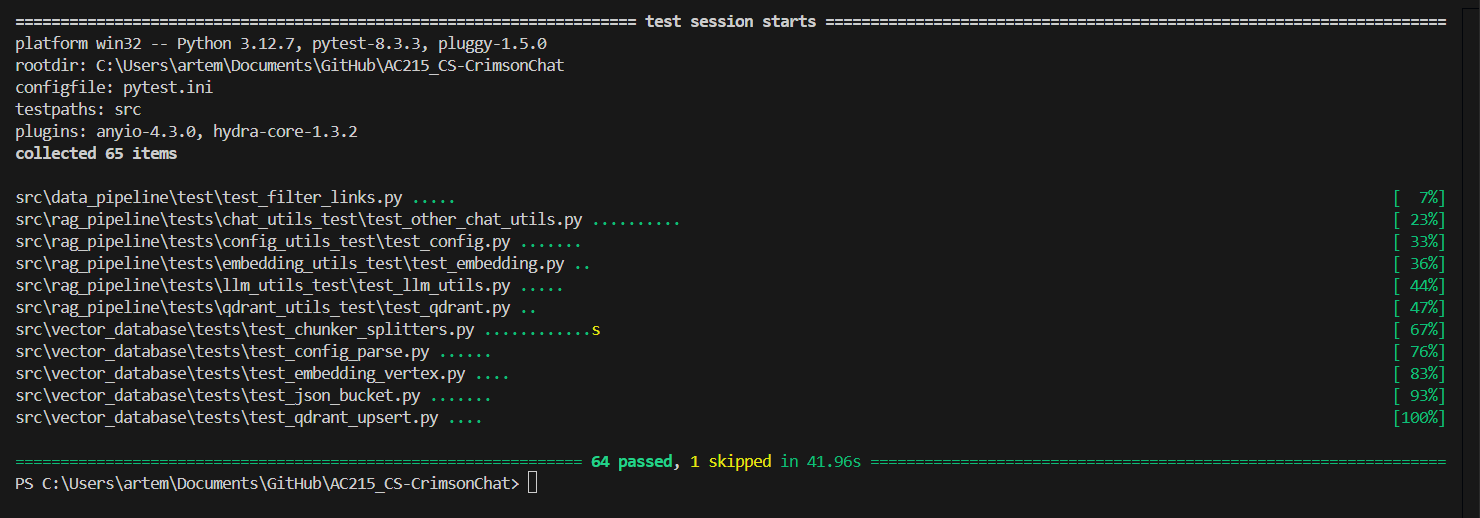 ===================================================================== test session starts =====================================================================
platform win32 -- Python 3.12.7, pytest-8.3.3, pluggy-1.5.0
rootdir: C:\Users\artem\Documents\GitHub\AC215_CS-CrimsonChat
configfile: pytest.ini
testpaths: src
plugins: anyio-4.3.0, hydra-core-1.3.2
collected 65 items
src\data_pipeline\test\test_filter_links.py ..... [  7%]
src\rag_pipeline\tests\chat_utils_test\test_other_chat_utils.py .......... [ 23%]
src\rag_pipeline\tests\config_utils_test\test_config.py ....... [ 33%]
src\rag_pipeline\tests\embedding_utils_test\test_embedding.py .. [ 36%]
src\rag_pipeline\tests\llm_utils_test\test_llm_utils.py ..... [ 44%]
src\rag_pipeline\tests\qdrant_utils_test\test_qdrant.py .. [ 47%]
src\vector_database\tests\test_chunker_splitters.py ............s [ 67%]
src\vector_database\tests\test_config_parse.py ...... [ 76%]
src\vector_database\tests\test_embedding_vertex.py .... [ 83%]
src\vector_database\tests\test_json_bucket.py ....... [ 93%]
src\vector_database\tests\test_qdrant_upsert.py .... [100%]
=============================================================== 64 passed, 1 skipped in 41.96s ================================================================
PS C:\Users\artem\Documents\GitHub\AC215_CS-CrimsonChat>